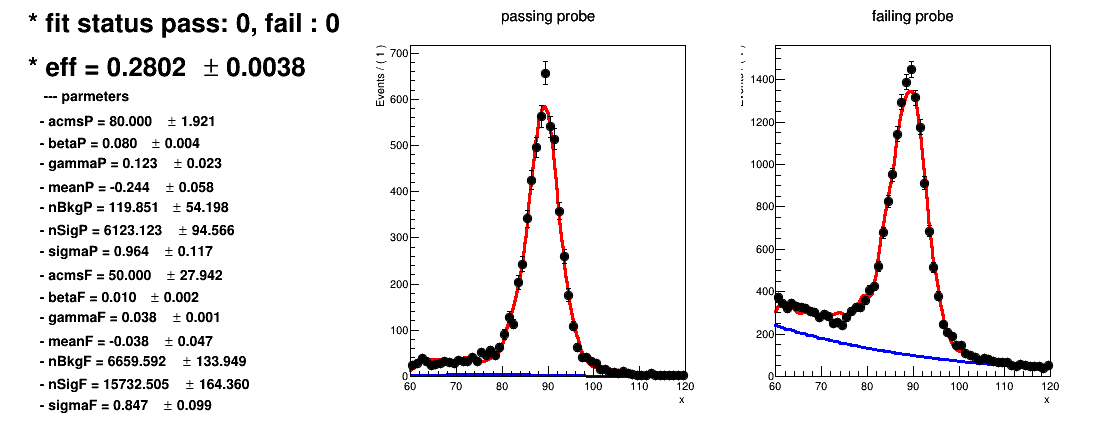 * fit status pass: 0, fail : 0
* eff = 0.2802 ± 0.0038
--- parmeters
- acmsP = 80.000 ± 1.921
- betaP = 0.080 ± 0.004
- gammaP = 0.123 ± 0.023
- meanP = -0.244 ± 0.058
- nBkgP = 119.851 ± 54.198
- nSigP = 6123.123 ± 94.566
- sigmaP = 0.964 ± 0.117
- acmsF = 50.000 ± 27.942
- betaF = 0.010 ± 0.002
- gammaF = 0.038 ± 0.001
- meanF = -0.038 ± 0.047
- nBkgF = 6659.592 ± 133.949
- nSigF = 15732.505 ± 164.360
- sigmaF = 0.847 ± 0.099
passing probe
Events / ( 1 )
700
600
500
400
300
200
100
0
60 70 80 90 100 110 120
x
failing probe
1400
1200
1000
800
600
400
200
0
60 70 80 90 100 110 120
x